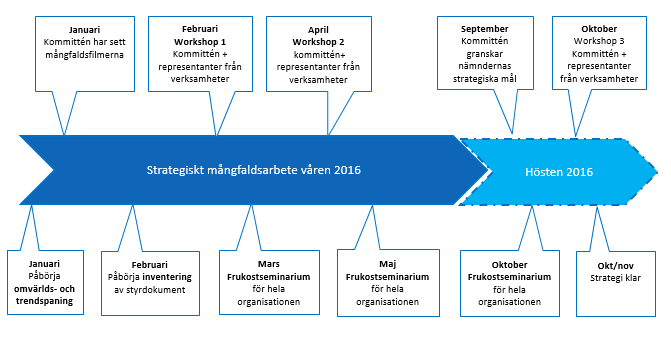 Januari
Kommittén har sett
mångfaldsfilmerna
Februari
Workshop 1
Kommittén +
representanter från
verksamheter
April
Workshop 2
kommittén+
representanter från
verksamheter
September
Kommittén
granskar
nämndernas
strategiska mål
Oktober
Workshop 3
Kommittén +
representanter
från verksamheter
Strategiskt mångfaldsarbete våren 2016
Hösten 2016
Januari
Påbörja
omvärlds- och
trendspaning
Februari
Påbörja inventering
av styrdokument
Mars
Frukostseminarium
för hela
organisationen
Maj
Frukostseminarium
för hela
organisationen
Oktober
Frukostseminarium
för hela
organisationen
Okt/nov
Strategi klar